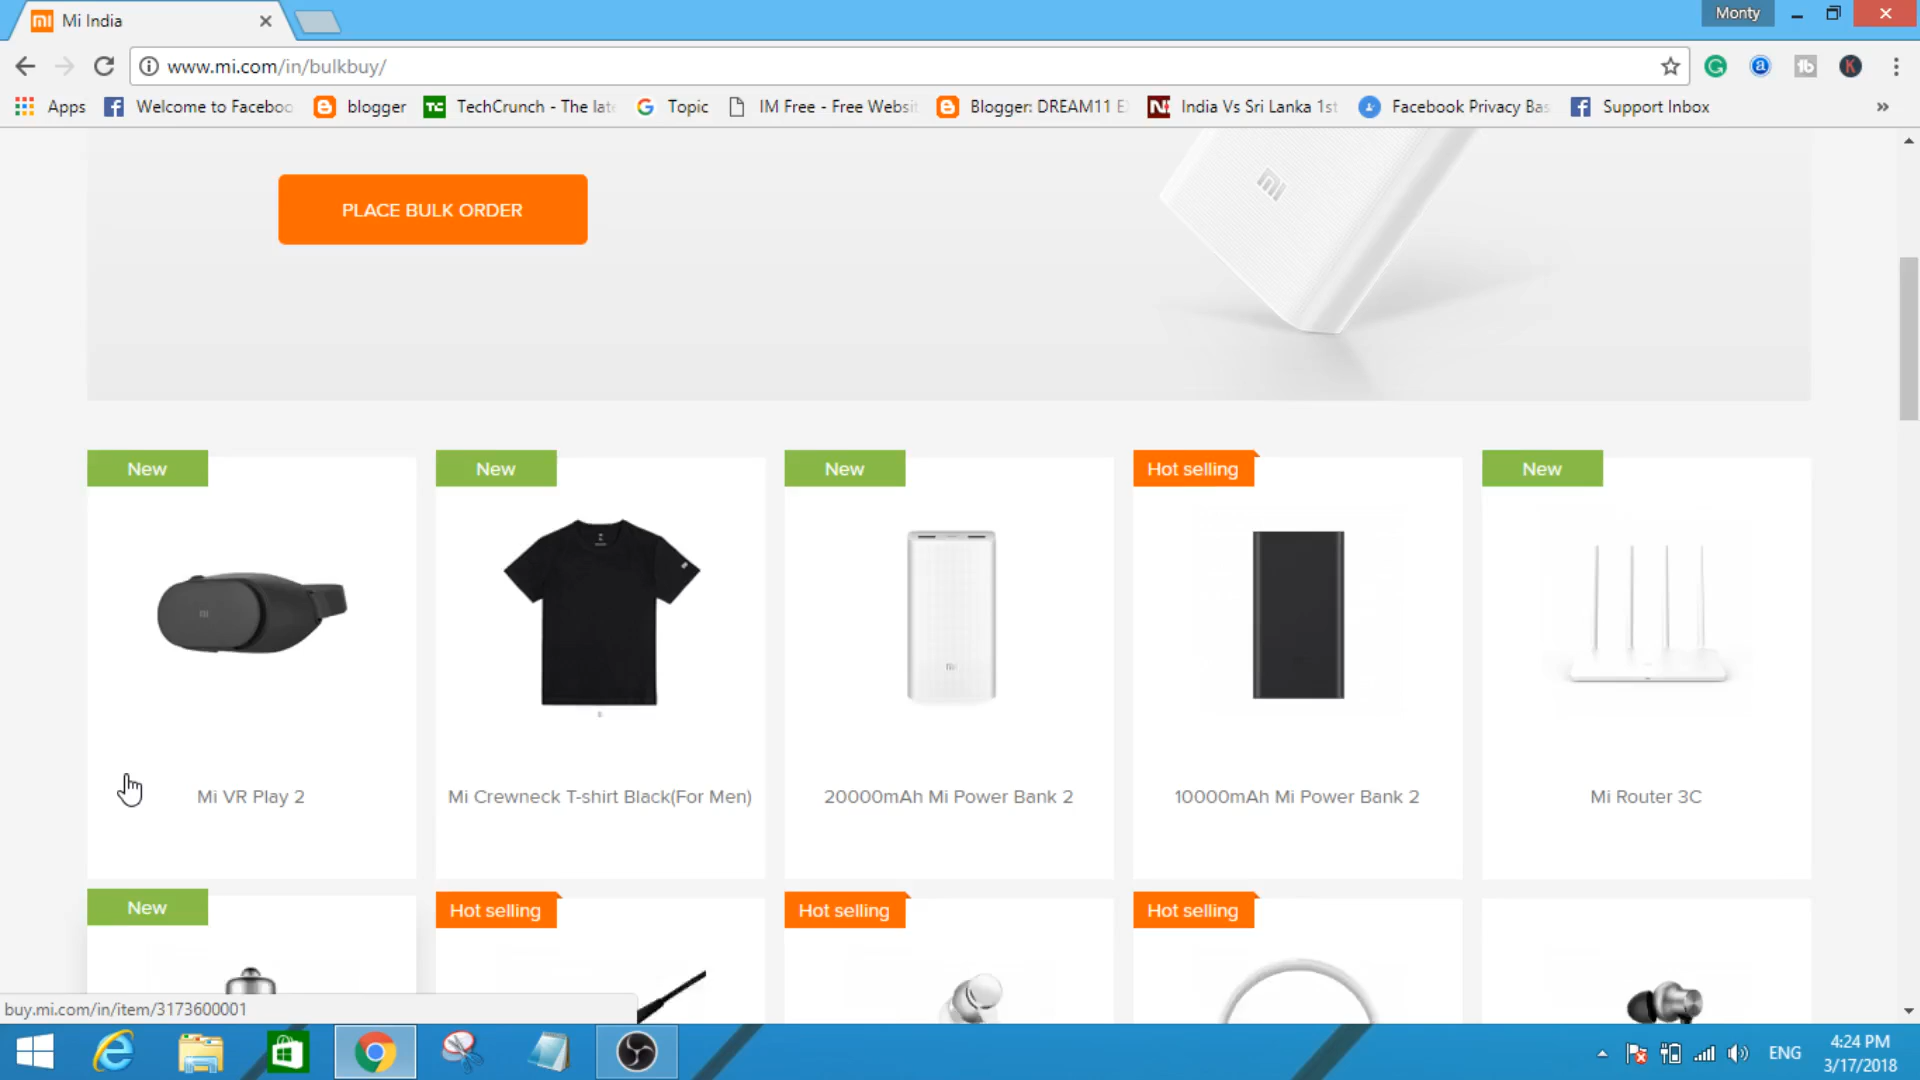 Mi India
Monty
www.mi.com/in/bulkbuy/
Apps Welcome to Faceboo blogger TechCrunch - The late Topic IM Free - Free Websit Blogger: DREAM11 E India Vs Sri Lanka 1st Facebook Privacy Bas Support Inbox »
PLACE BULK ORDER
New New New Hot selling New
Mi VR Play 2 Mi Crewneck T-shirt Black(For Men) 20000mAh Mi Power Bank 2 10000mAh Mi Power Bank 2 Mi Router 3C
New Hot selling Hot selling Hot selling
buy.mi.com/in/item/3173600001
ENG 4:24 PM
3/17/2018